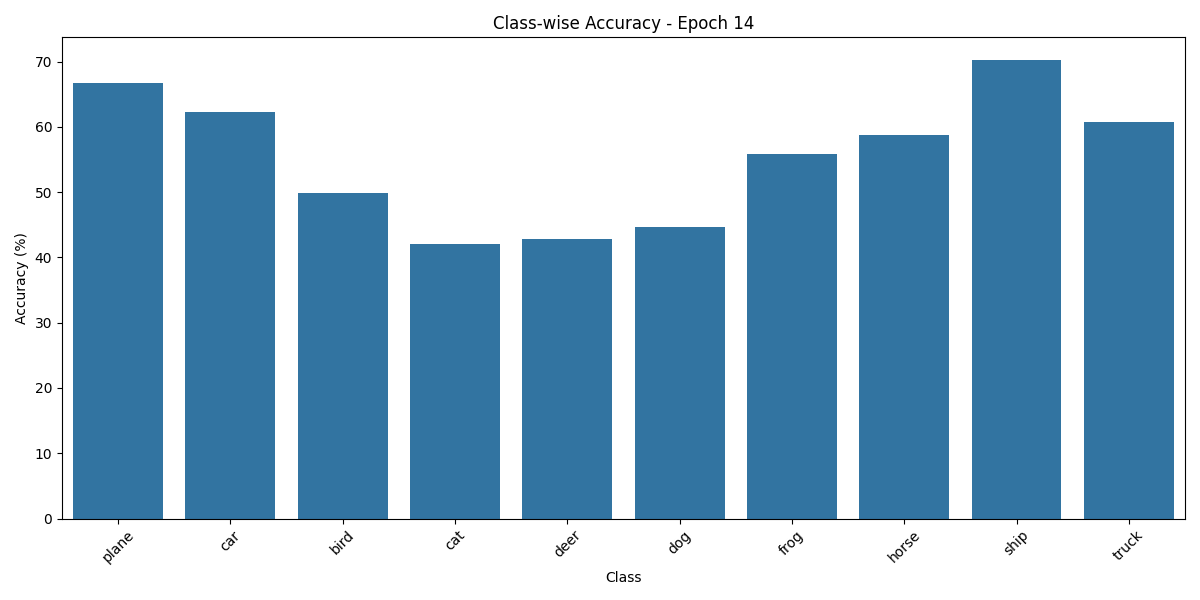 Class-wise Accuracy - Epoch 14
Accuracy (%)
70
60
50
40
30
20
10
0
plane
car
bird
cat
deer
dog
frog
horse
ship
truck
Class